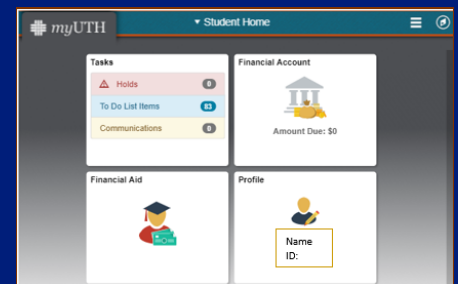 myUTH
Student Home
Tasks
Holds 0
To Do List Items 83
Communications 0
Financial Account
Amount Due: $0
Financial Aid
Profile
Name
ID: